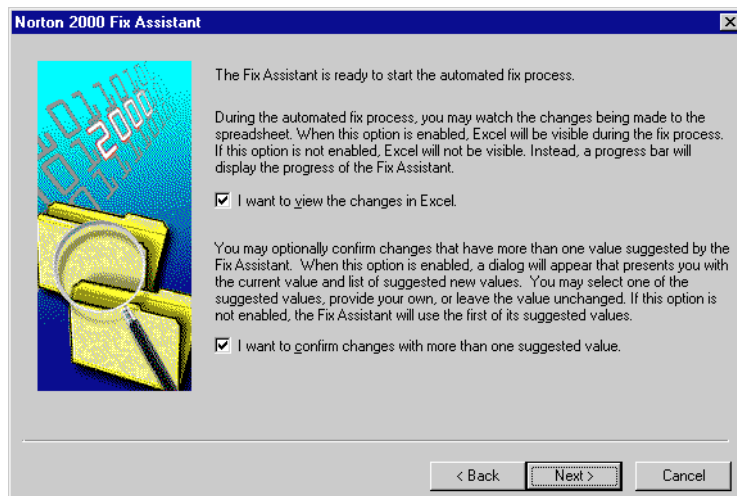 Norton 2000 Fix Assistant
2000
The Fix Assistant is ready to start the automated fix process.
During the automated fix process, you may watch the changes being made to the
spreadsheet. When this option is enabled, Excel will be visible during the fix process.
If this option is not enabled, Excel will not be visible. Instead, a progress bar will
display the progress of the Fix Assistant.
I want to view the changes in Excel.
You may optionally confirm changes that have more than one value suggested by the
Fix Assistant. When this option is enabled, a dialog will appear that presents you with
the current value and list of suggested new values. You may select one of the
suggested values, provide your own, or leave the value unchanged. If this option is
not enabled, the Fix Assistant will use the first of its suggested values.
I want to confirm changes with more than one suggested value.
< Back
Next >
Cancel